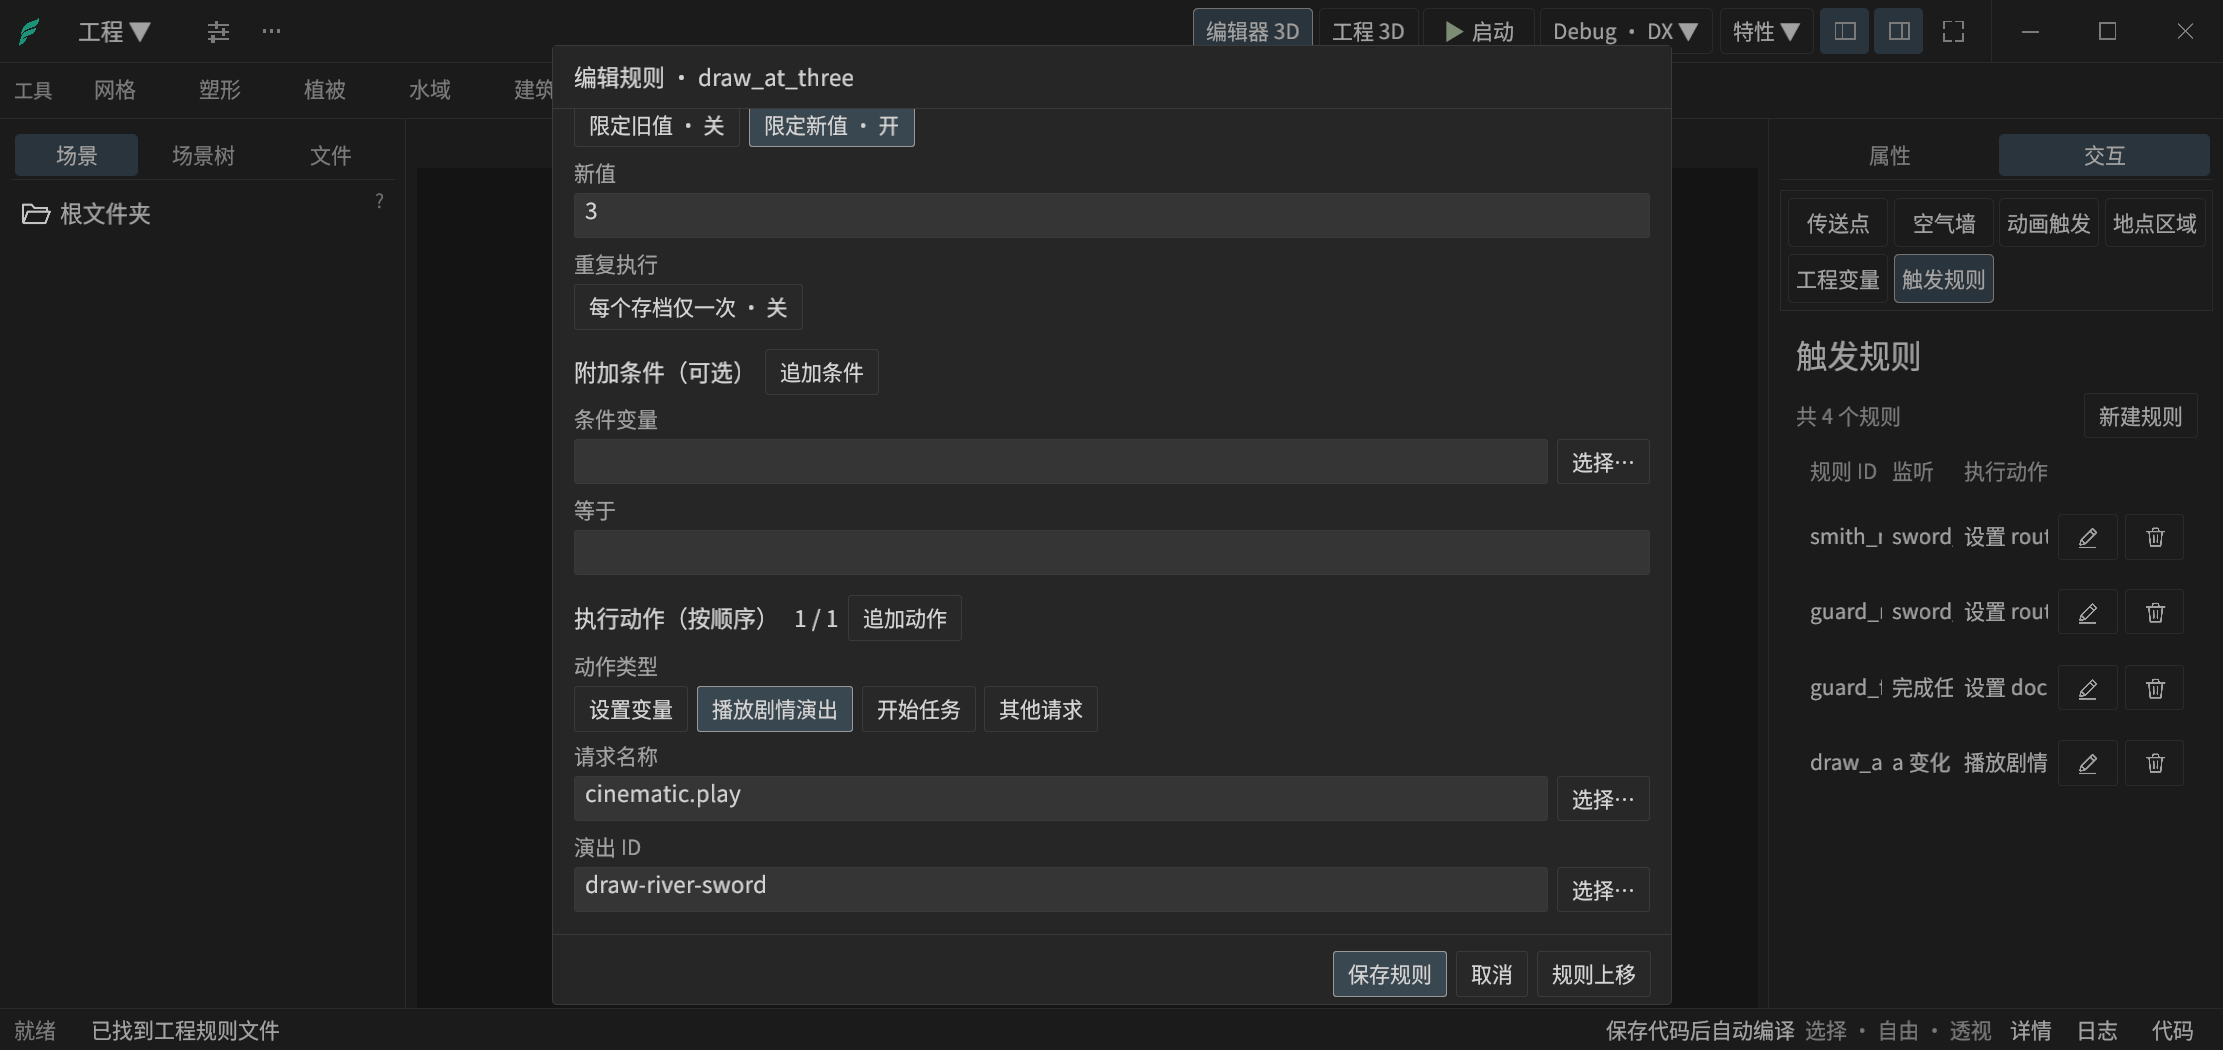 工程 ▼ ··· 编辑器 3D 工程 3D 启动 Debug • DX ▼ 特性 ▼
工具 网格 塑形 植被 水域 建筑
编辑规则 • draw_at_three
限定旧值 • 关 限定新值 • 开
新值
3
重复执行
每个存档仅一次 • 关
附加条件（可选） 追加条件
条件变量
选择···
等于
执行动作（按顺序） 1 / 1 追加动作
动作类型
设置变量 播放剧情演出 开始任务 其他请求
请求名称
cinematic.play 选择···
演出 ID
draw-river-sword 选择···
保存规则 取消 规则上移
场景 场景树 文件
根文件夹 ?
属性 交互
传送点 空气墙 动画触发 地点区域
工程变量 触发规则
触发规则
共 4 个规则 新建规则
规则 ID 监听 执行动作
smith_ sword_ 设置 rout
guard_ sword_ 设置 rout
guard_ 完成任 设置 doc
draw_a a 变化 播放剧情
就绪 已找到工程规则文件 保存代码后自动编译 选择 • 自由 • 透视 详情 日志 代码